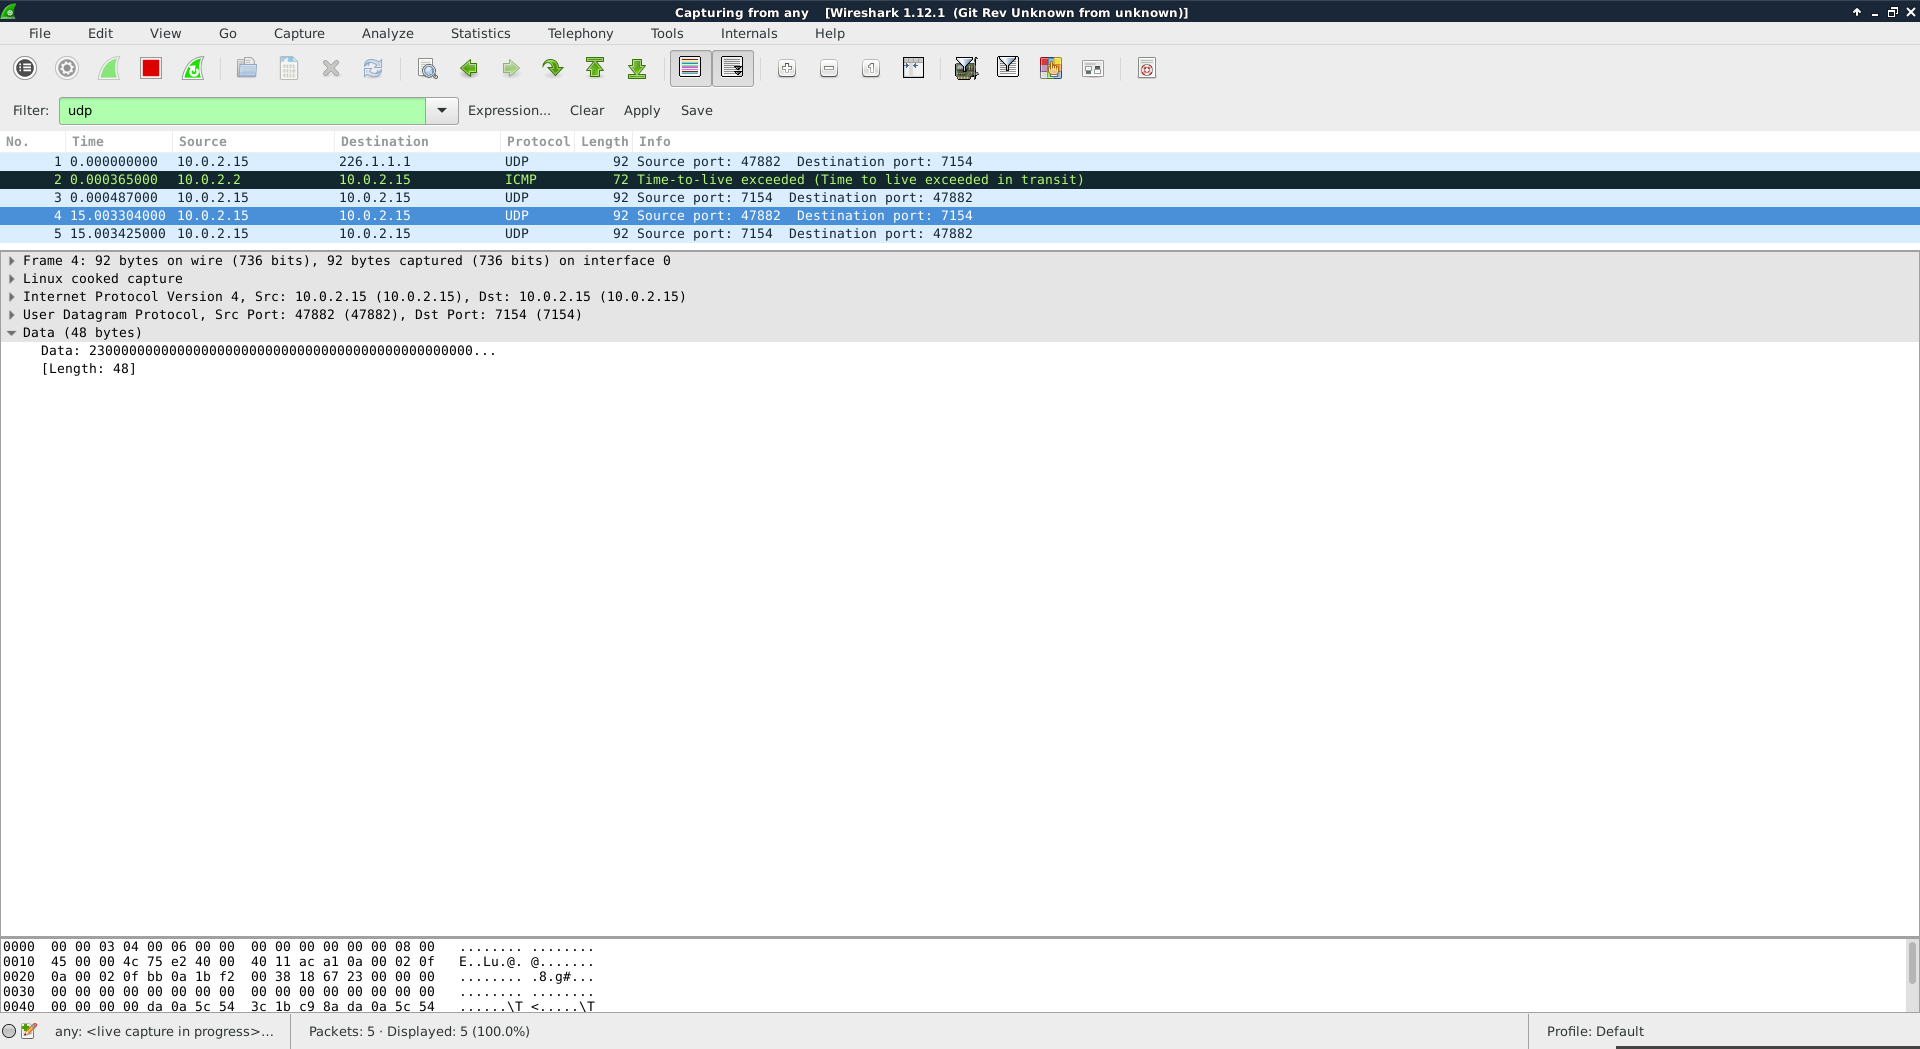 Capturing from any    [Wireshark 1.12.1  (Git Rev Unknown from unknown)]
File Edit View Go Capture Analyze Statistics Telephony Tools Internals Help
Filter: udp Expression... Clear Apply Save
No. Time Source Destination Protocol Length Info
1 0.000000000 10.0.2.15 226.1.1.1 UDP 92 Source port: 47882  Destination port: 7154
2 0.000365000 10.0.2.2 10.0.2.15 ICMP 72 Time-to-live exceeded (Time to live exceeded in transit)
3 0.000487000 10.0.2.15 10.0.2.15 UDP 92 Source port: 7154  Destination port: 47882
4 15.003304000 10.0.2.15 10.0.2.15 UDP 92 Source port: 47882  Destination port: 7154
5 15.003425000 10.0.2.15 10.0.2.15 UDP 92 Source port: 7154  Destination port: 47882
Frame 4: 92 bytes on wire (736 bits), 92 bytes captured (736 bits) on interface 0
Linux cooked capture
Internet Protocol Version 4, Src: 10.0.2.15 (10.0.2.15), Dst: 10.0.2.15 (10.0.2.15)
User Datagram Protocol, Src Port: 47882 (47882), Dst Port: 7154 (7154)
Data (48 bytes)
Data: 230000000000000000000000000000000000000000000000...
[Length: 48]
0000  00 00 03 04 00 06 00 00  00 00 00 00 00 00 08 00   ........ ........
0010  45 00 00 4c 75 e2 40 00  40 11 ac a1 0a 00 02 0f   E..Lu.@. @.......
0020  0a 00 02 0f bb 0a 1b f2  00 38 18 67 23 00 00 00   ........ .8.g#...
0030  00 00 00 00 00 00 00 00  00 00 00 00 00 00 00 00   ........ ........
0040  00 00 00 00 da 0a 5c 54  3c 1b c9 8a da 0a 5c 54   ......\T <.....\T
any: <live capture in progress>... Packets: 5 · Displayed: 5 (100.0%) Profile: Default